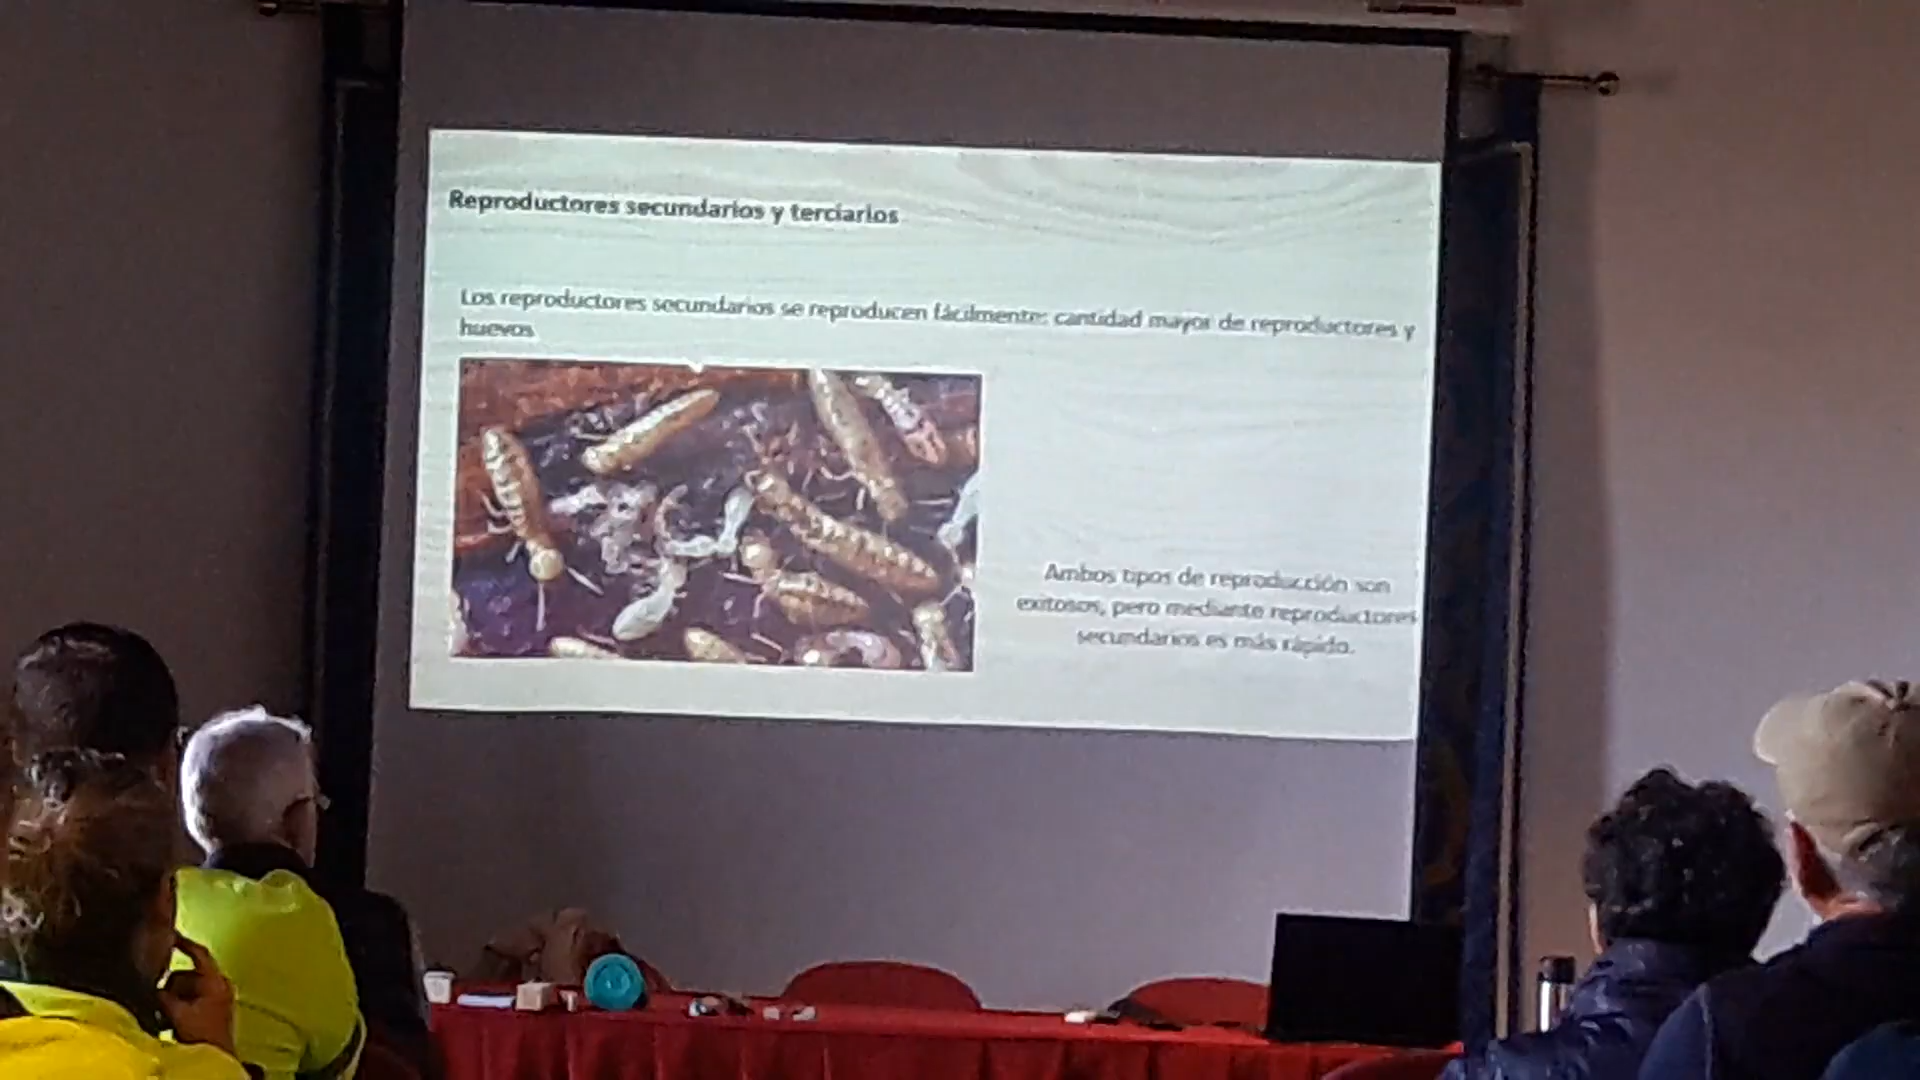 Reproductores secundarios y terciarios
Los reproductores secundarios se reproducen fácilmente: cantidad mayor de reproductores y
huevos
Ambos tipos de reproducción son
exitosos, pero mediante reproductores
secundarios es más rápido.